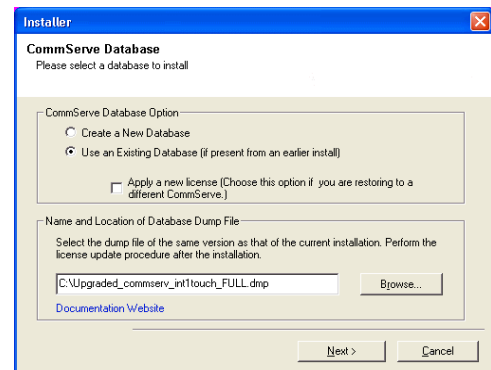 Installer
CommServe Database
Please select a database to install
CommServe Database Option
Create a New Database
Use an Existing Database (if present from an earlier install)
Apply a new license (Choose this option if you are restoring to a
different CommServe.)
Name and Location of Database Dump File
Select the dump file of the same version as that of the current installation. Perform the
license update procedure after the installation.
C:\Upgraded_commserv_int1touch_FULL.dmp
Browse...
Documentation Website
Next >
Cancel